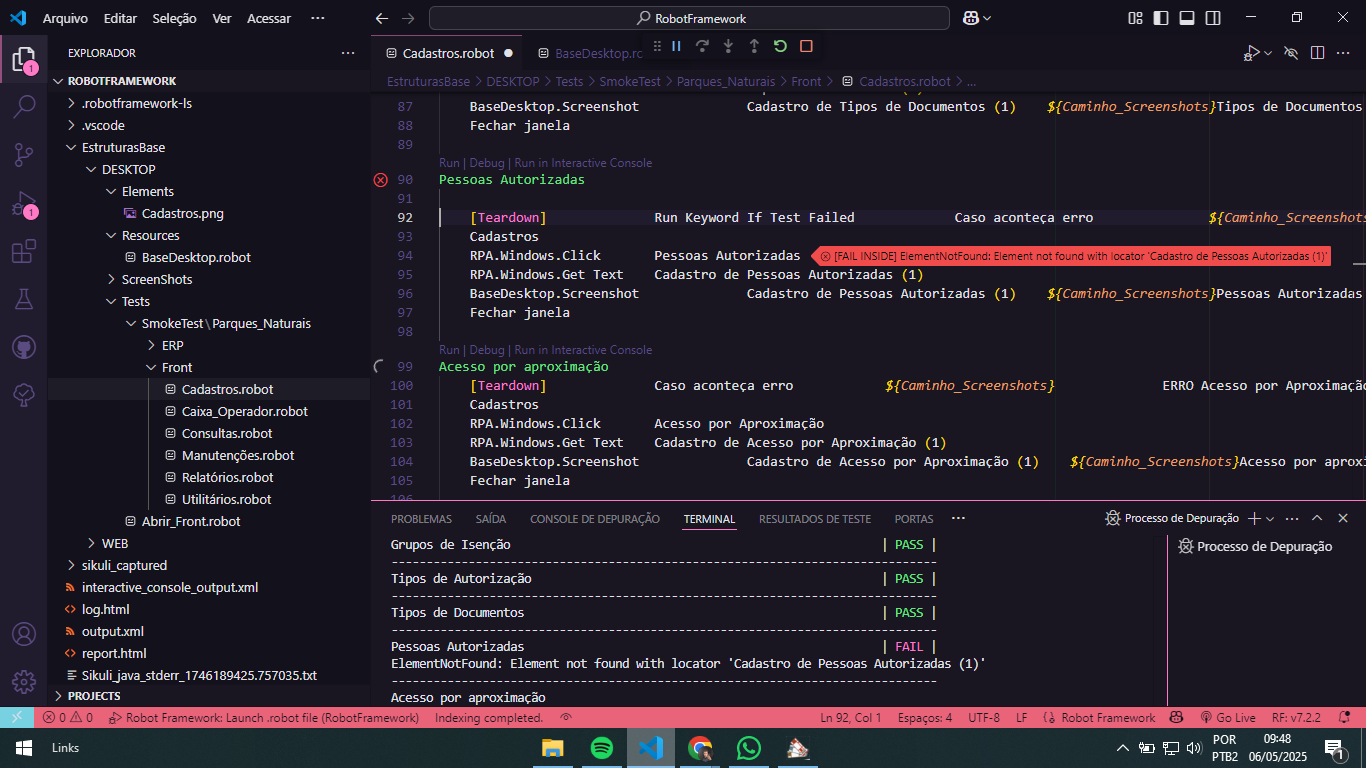 Arquivo Editar Seleção Ver Acessar ··· RobotFramework
EXPLORADOR ···
ROBOTFRAMEWORK
.robotframework-ls
.vscode
EstruturasBase
DESKTOP
Elements
Cadastros.png
Resources
BaseDesktop.robot
ScreenShots
Tests
SmokeTest\Parques_Naturais
ERP
Front
Cadastros.robot
Caixa_Operador.robot
Consultas.robot
Manutenções.robot
Relatórios.robot
Utilitários.robot
Abrir_Front.robot
WEB
sikuli_captured
interactive_console_output.xml
log.html
output.xml
report.html
Sikuli_java_stderr_1746189425.757035.txt
PROJECTS
1
1
Cadastros.robot BaseDesktop.ro
EstruturasBase > DESKTOP > Tests > SmokeTest > Parques_Naturais > Front > Cadastros.robot > ...
87 BaseDesktop.Screenshot Cadastro de Tipos de Documentos (1) ${Caminho_Screenshots}Tipos de Documentos
88 Fechar janela
89
Run | Debug | Run in Interactive Console
90 Pessoas Autorizadas
91
92 [Teardown] Run Keyword If Test Failed Caso aconteça erro ${Caminho_Screenshots
93 Cadastros
94 RPA.Windows.Click Pessoas Autorizadas [FAIL INSIDE] ElementNotFound: Element not found with locator 'Cadastro de Pessoas Autorizadas (1)'
95 RPA.Windows.Get Text Cadastro de Pessoas Autorizadas (1)
96 BaseDesktop.Screenshot Cadastro de Pessoas Autorizadas (1) ${Caminho_Screenshots}Pessoas Autorizadas
97 Fechar janela
98
Run | Debug | Run in Interactive Console
99 Acesso por aproximação
100 [Teardown] Caso aconteça erro ${Caminho_Screenshots} ERRO Acesso por Aproximação
101 Cadastros
102 RPA.Windows.Click Acesso por Aproximação
103 RPA.Windows.Get Text Cadastro de Acesso por Aproximação (1)
104 BaseDesktop.Screenshot Cadastro de Acesso por Aproximação (1) ${Caminho_Screenshots}Acesso por aproxi
105 Fechar janela
106
PROBLEMAS SAÍDA CONSOLE DE DEPURAÇÃO TERMINAL RESULTADOS DE TESTE PORTAS ··· Processo de Depuração
Processo de Depuração
Grupos de Isenção | PASS |
------------------------------------------------------------------------------
Tipos de Autorização | PASS |
------------------------------------------------------------------------------
Tipos de Documentos | PASS |
------------------------------------------------------------------------------
Pessoas Autorizadas | FAIL |
ElementNotFound: Element not found with locator 'Cadastro de Pessoas Autorizadas (1)'
------------------------------------------------------------------------------
Acesso por aproximação
0 0 Robot Framework: Launch .robot file (RobotFramework) Indexing completed. Ln 92, Col 1 Espaços: 4 UTF-8 LF Robot Framework Go Live RF: v7.2.2
Links POR 09:48
PTB2 06/05/2025 1